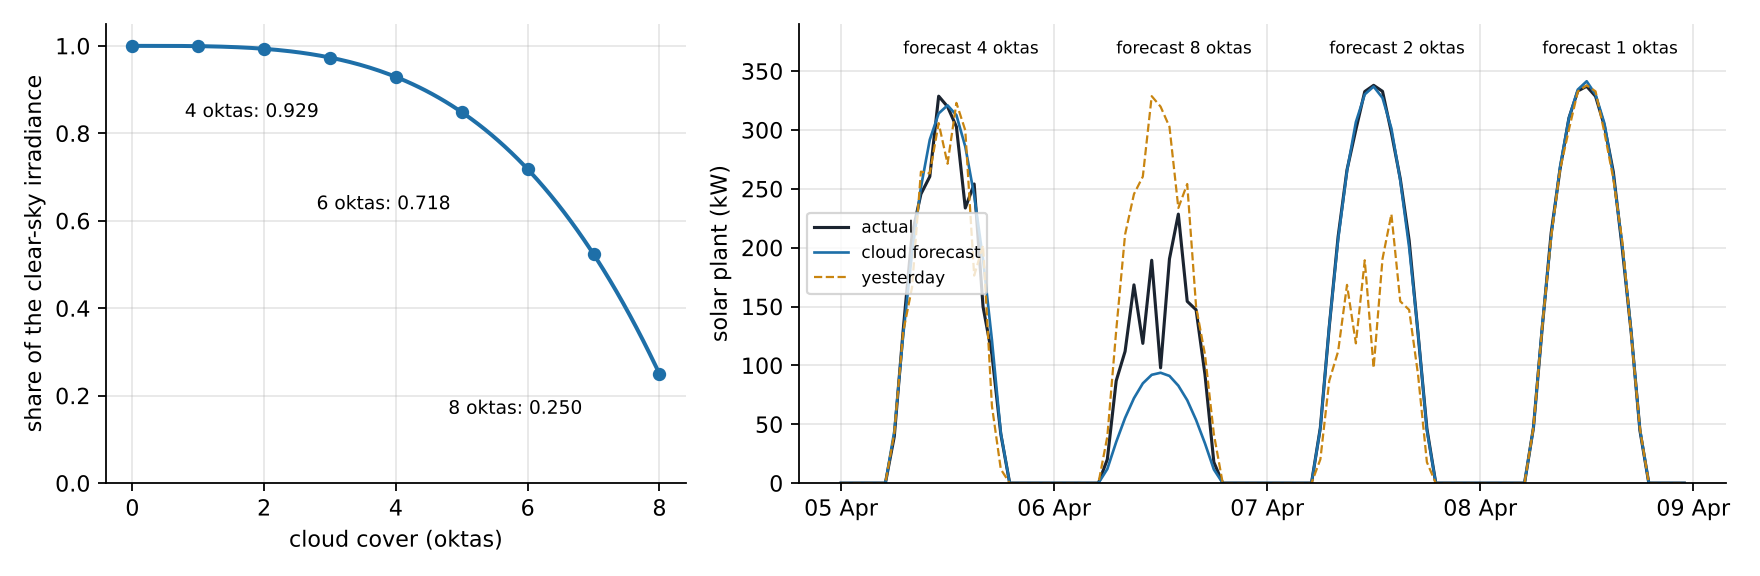 share of the clear-sky irradiance
1.0
0.8
0.6
0.4
0.2
0.0
4 oktas: 0.929
6 oktas: 0.718
8 oktas: 0.250
0 2 4 6 8
cloud cover (oktas)
solar plant (kW)
350
300
250
200
150
100
50
0
forecast 4 oktas
forecast 8 oktas
forecast 2 oktas
forecast 1 oktas
actual
cloud forecast
yesterday
05 Apr 06 Apr 07 Apr 08 Apr 09 Apr